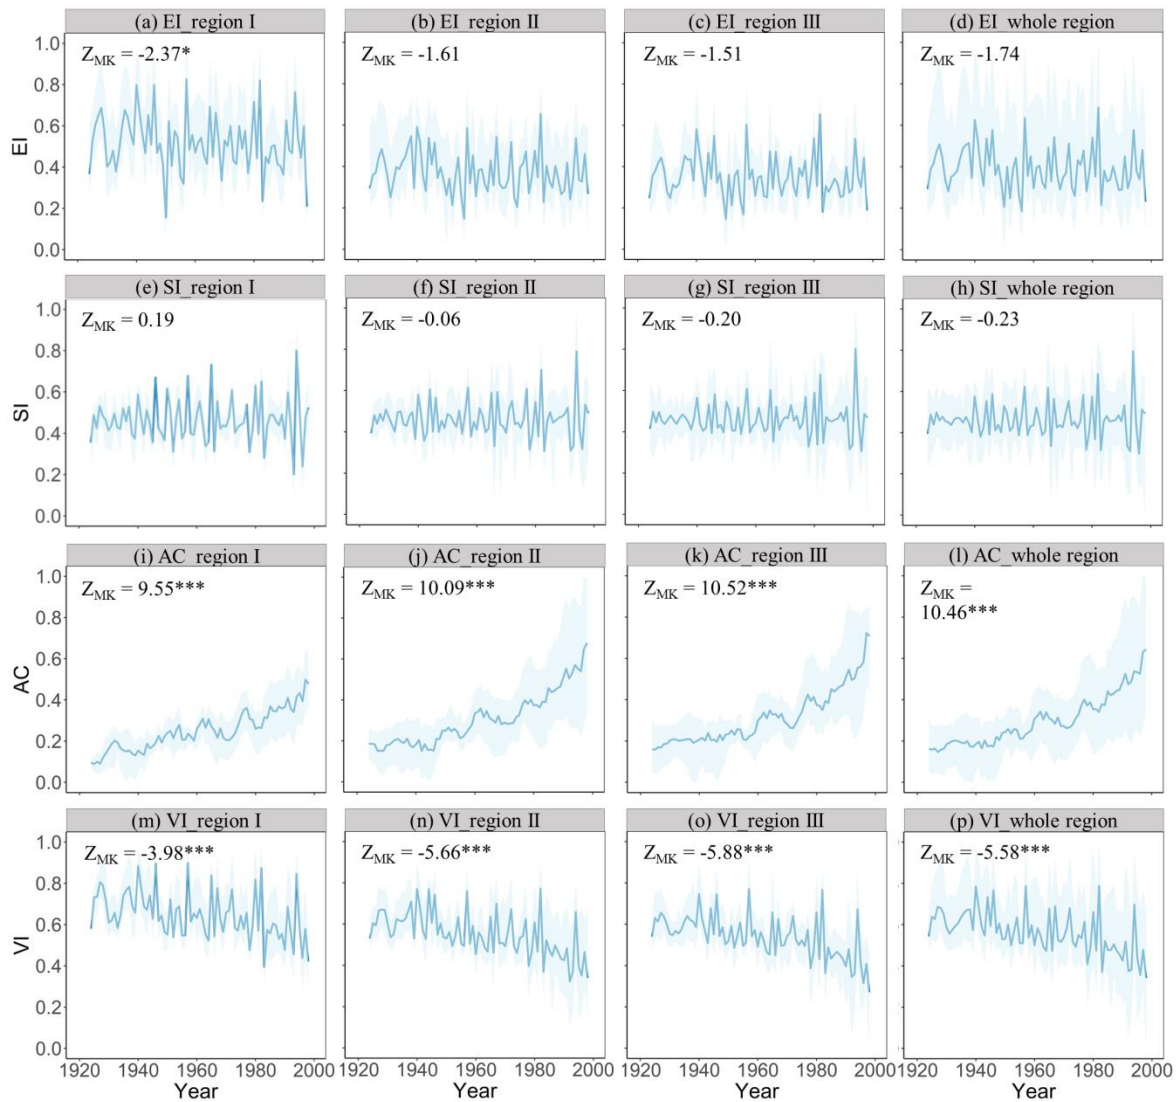 (a) EI_region I
(b) EI_region II
(c) EI_region III
(d) EI_whole region
Z_MK = -2.37*
Z_MK = -1.61
Z_MK = -1.51
Z_MK = -1.74
1.0
0.8
0.6
0.4
0.2
0.0
EI
(e) SI_region I
(f) SI_region II
(g) SI_region III
(h) SI_whole region
Z_MK = 0.19
Z_MK = -0.06
Z_MK = -0.20
Z_MK = -0.23
1.0
0.8
0.6
0.4
0.2
0.0
SI
(i) AC_region I
(j) AC_region II
(k) AC_region III
(l) AC_whole region
Z_MK = 9.55***
Z_MK = 10.09***
Z_MK = 10.52***
Z_MK =
10.46***
1.0
0.8
0.6
0.4
0.2
0.0
AC
(m) VI_region I
(n) VI_region II
(o) VI_region III
(p) VI_whole region
Z_MK = -3.98***
Z_MK = -5.66***
Z_MK = -5.88***
Z_MK = -5.58***
1.0
0.8
0.6
0.4
0.2
0.0
VI
1920 1940 1960 1980 2000
1920 1940 1960 1980 2000
1920 1940 1960 1980 2000
1920 1940 1960 1980 2000
Year
Year
Year
Year